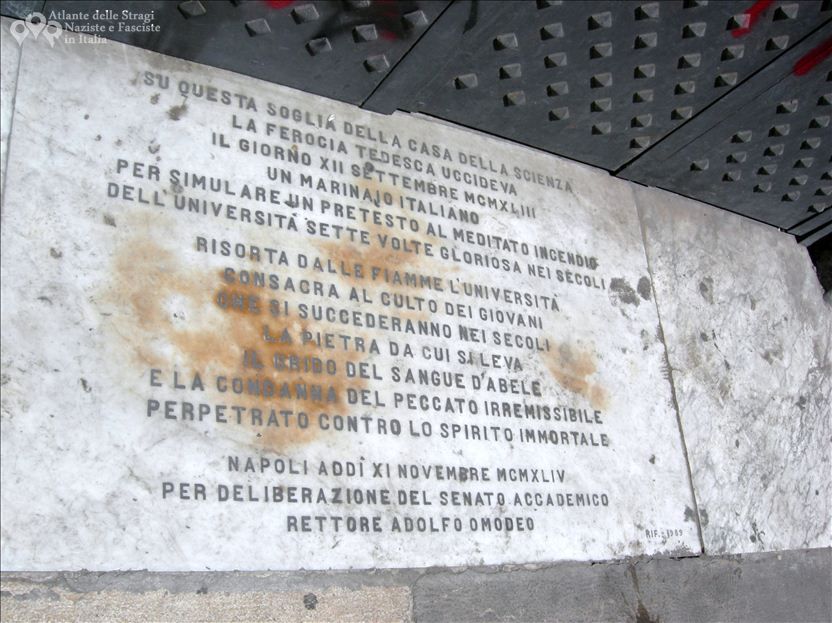 Atlante delle Stragi
Naziste e Fasciste
in Italia
SU QUESTA SOGLIA DELLA CASA DELLA SCIENZA
LA FEROCIA TEDESCA UCCIDEVA
IL GIORNO XII SETTEMBRE MCMXLIII
UN MARINAIO ITALIANO
PER SIMULARE UN PRETESTO AL MEDITATO INCENDIO
DELL'UNIVERSITÀ SETTE VOLTE GLORIOSA NEI SECOLI
RISORTA DALLE FIAMME L'UNIVERSITÀ
CONSACRA AL CULTO DEI GIOVANI
CHE SI SUCCEDERANNO NEI SECOLI
LA PIETRA DA CUI SI LEVA
IL GRIDO DEL SANGUE D'ABELE
E LA CONDANNA DEL PECCATO IRREMISSIBILE
PERPETRATO CONTRO LO SPIRITO IMMORTALE
NAPOLI ADDÌ XI NOVEMBRE MCMXLIV
PER DELIBERAZIONE DEL SENATO ACCADEMICO
RETTORE ADOLFO OMODEO
RIF. 1989